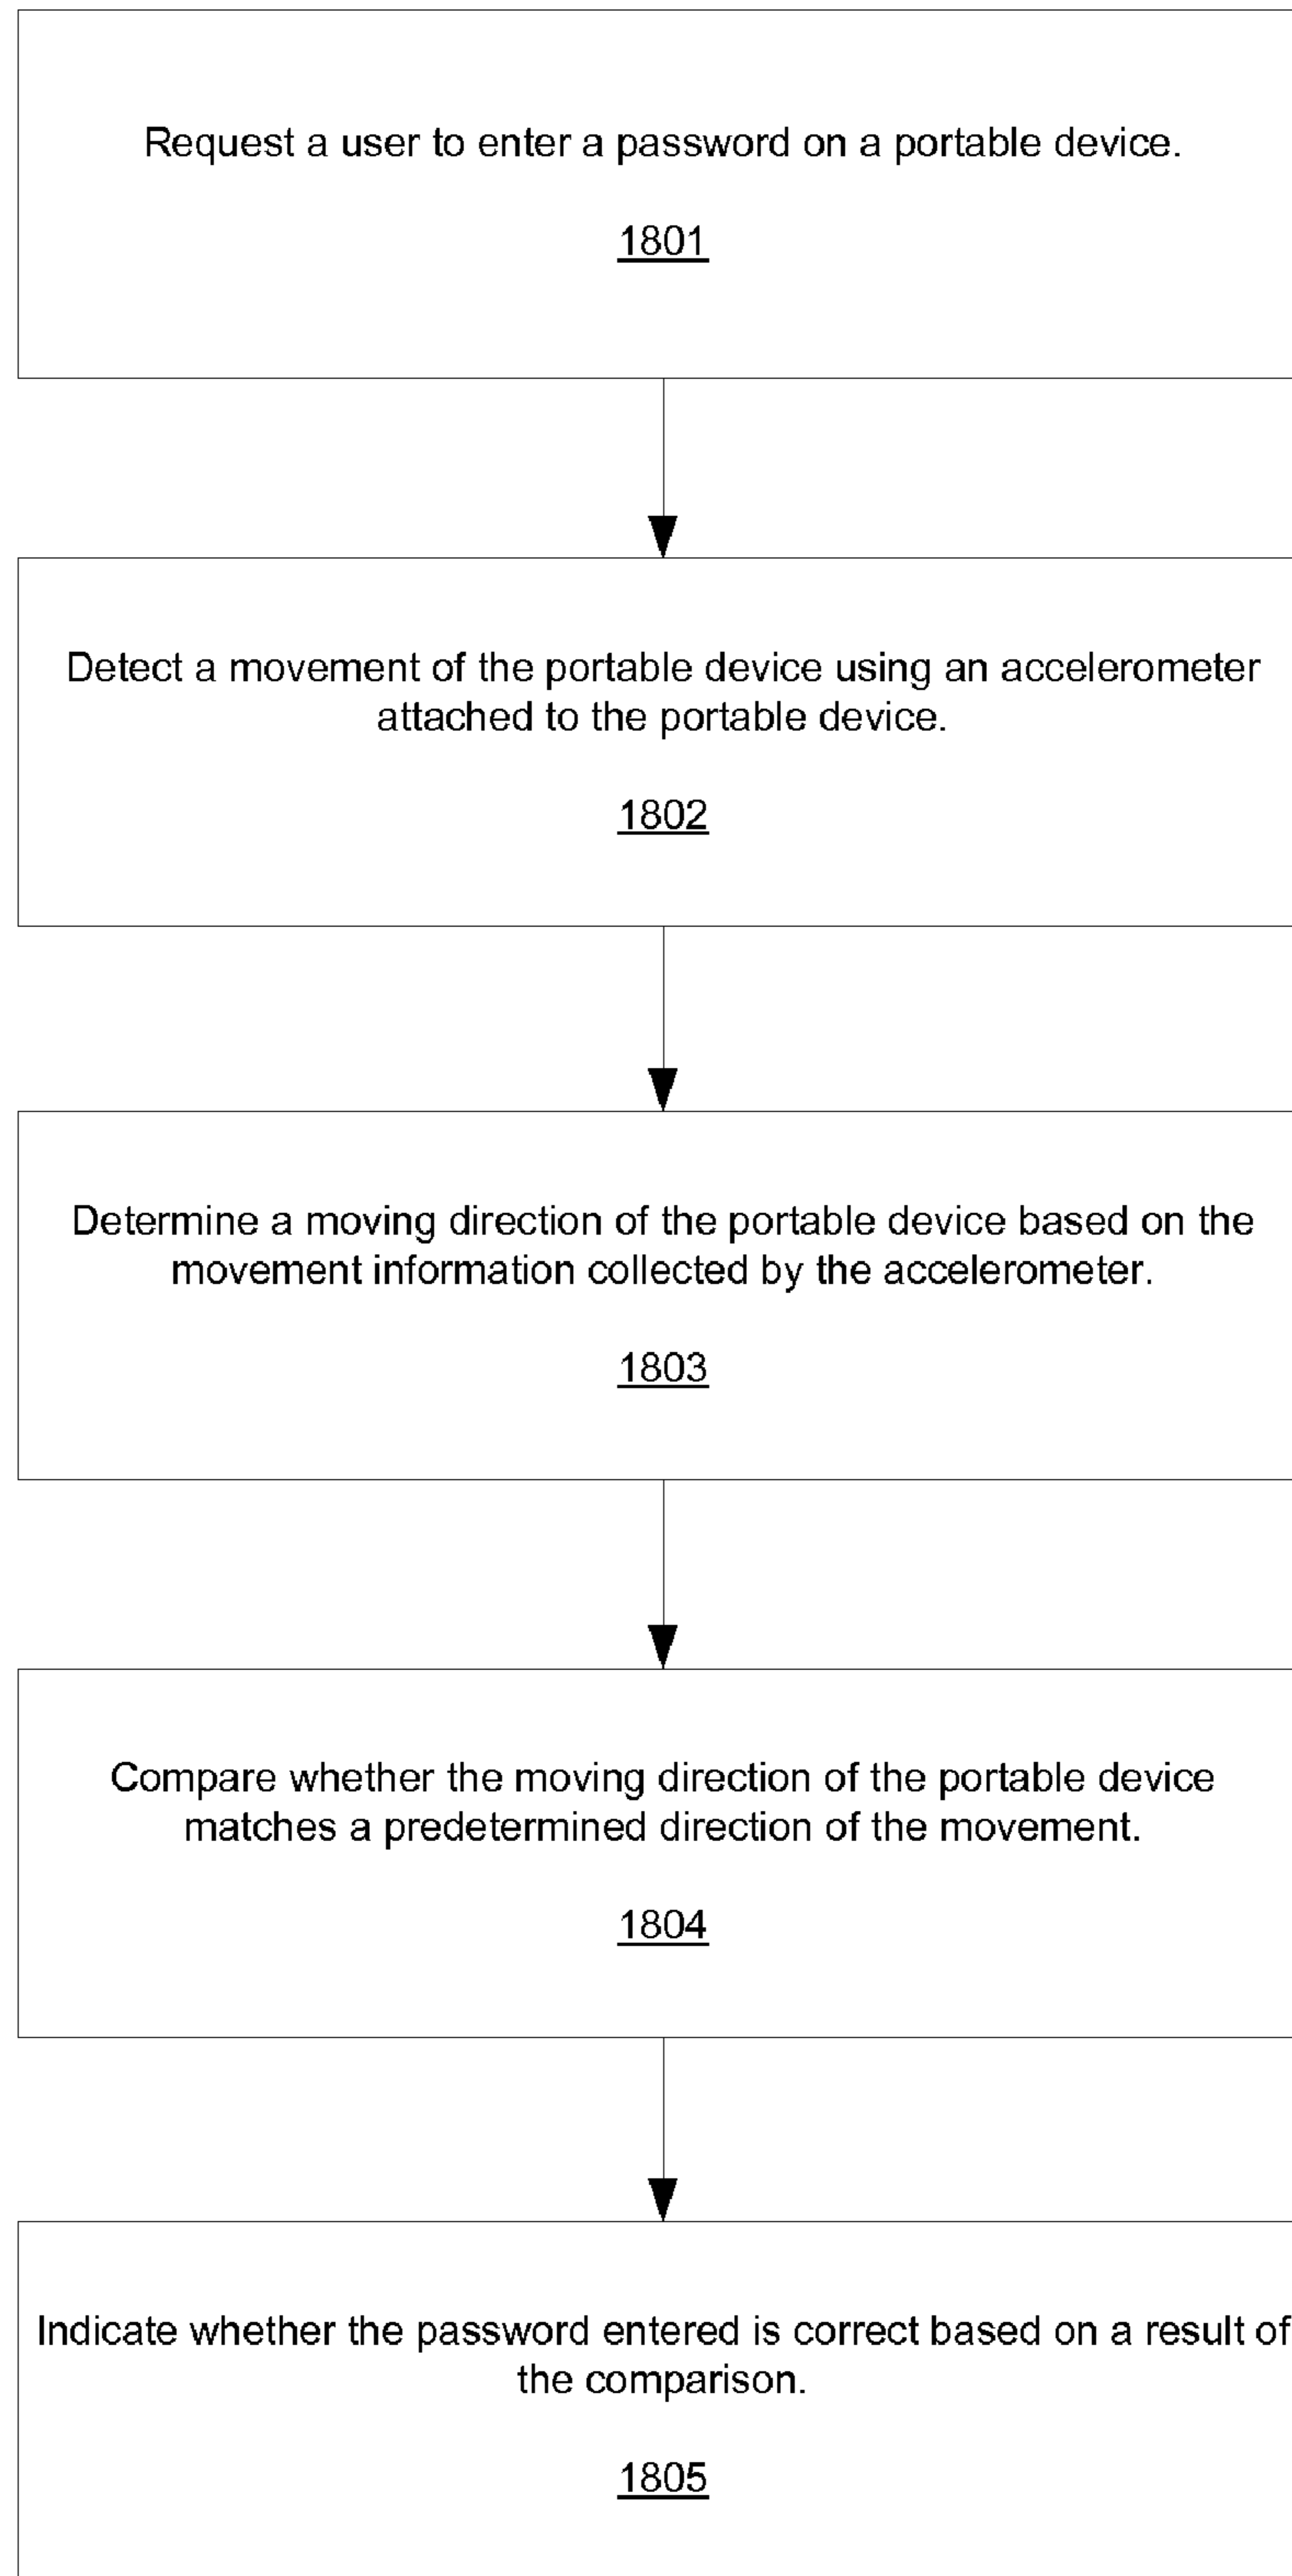 Request a user to enter a password on a portable device.
1801
Detect a movement of the portable device using an accelerometer
attached to the portable device.
1802
Determine a moving direction of the portable device based on the
movement information collected by the accelerometer.
1803
Compare whether the moving direction of the portable device
matches a predetermined direction of the movement.
1804
Indicate whether the password entered is correct based on a result of
the comparison.
1805